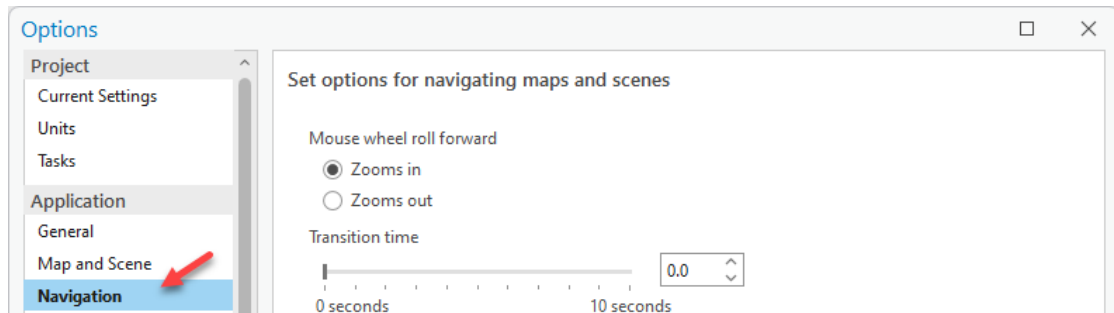 Options
Project
Current Settings
Units
Tasks
Application
General
Map and Scene
Navigation
Set options for navigating maps and scenes
Mouse wheel roll forward
Zooms in
Zooms out
Transition time
0.0
0 seconds 10 seconds